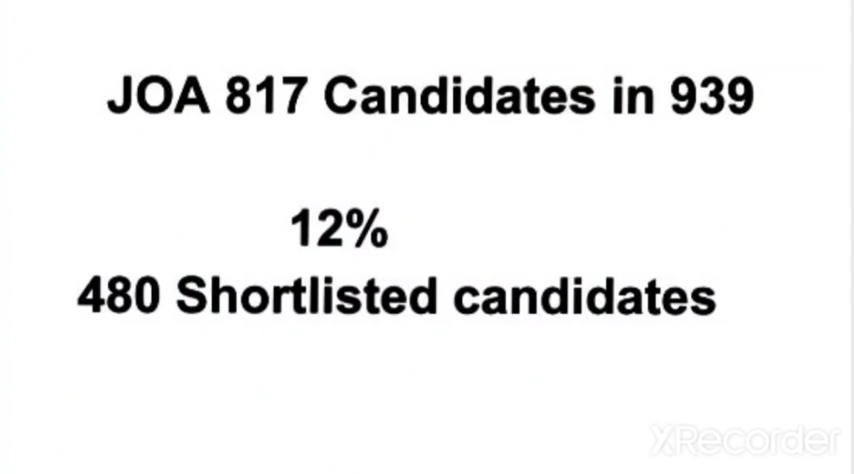 JOA 817 Candidates in 939
12%
480 Shortlisted candidates
XRecorder